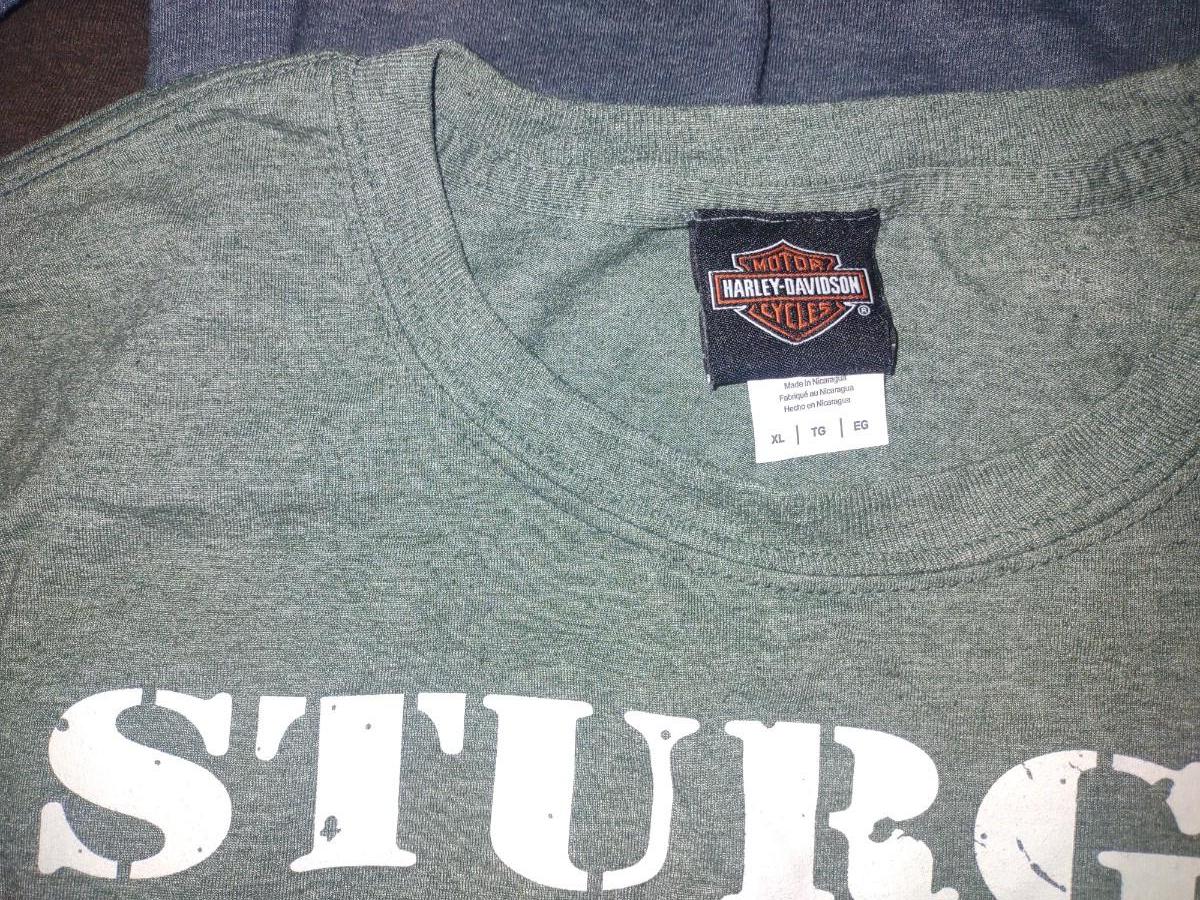 MOTOR
HARLEY-DAVIDSON
CYCLES ®
Made in Nicaragua
Fabriqué au Nicaragua
Hecho en Nicaragua
XL | TG | EG
STURG